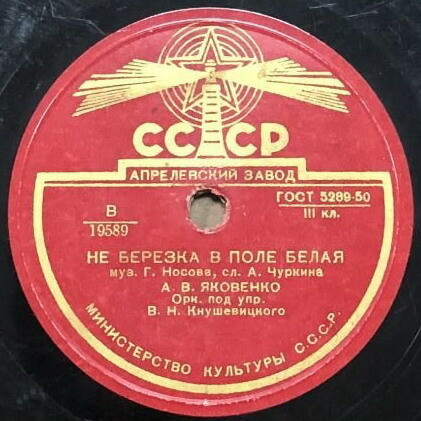 СССР
АПРЕЛЕВСКИЙ ЗАВОД
ГОСТ 5289-50
III кл.
В
19589
НЕ БЕРЕЗКА В ПОЛЕ БЕЛАЯ
муз. Г. Носова, сл. А. Чуркина
А. В. ЯКОВЕНКО
Орк. под упр.
В. Н. Кнушевицкого
МИНИСТЕРСТВО КУЛЬТУРЫ С.С.С.Р.